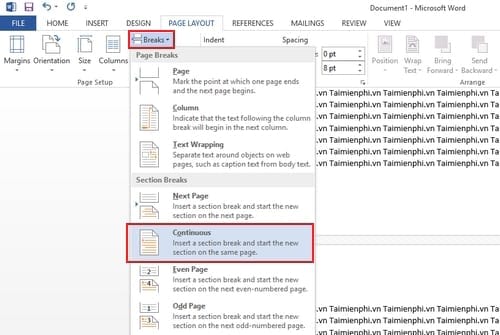 Document1 - Microsoft Word
FILE HOME INSERT DESIGN PAGE LAYOUT REFERENCES MAILINGS REVIEW VIEW
Margins Orientation Size Columns
Page Setup
Breaks
Indent Spacing
0 pt
8 pt
Position Wrap Text Bring Forward Send Backward
Arrange
Page Breaks
Page
Mark the point at which one page ends
and the next page begins.
Column
Indicate that the text following the column
break will begin in the next column.
Text Wrapping
Separate text around objects on web
pages, such as caption text from body text.
Section Breaks
Next Page
Insert a section break and start the new
section on the next page.
Continuous
Insert a section break and start the new
section on the same page.
Even Page
Insert a section break and start the new
section on the next even-numbered page.
Odd Page
Insert a section break and start the new
section on the next odd-numbered page.
.vn Taimienphi.vn Taimienphi.vn Taimienphi.vn Ta
.vn Taimienphi.vn Taimienphi.vn Taimienphi.vn Ta
.vn Taimienphi.vn Taimienphi.vn Taimienphi.vn Ta
.vn Taimienphi.vn Taimienphi.vn Taimienphi.vn Ta
.vn Taimienphi.vn Taimienphi.vn Taimienphi.vn Ta
.vn Taimienphi.vn Taimienphi.vn Taimienphi.vn Ta
.vn Taimienphi.vn Taimienphi.vn Taimienphi.vn Ta
.vn Taimienphi.vn Taimienphi.vn Taimienphi.vn Ta